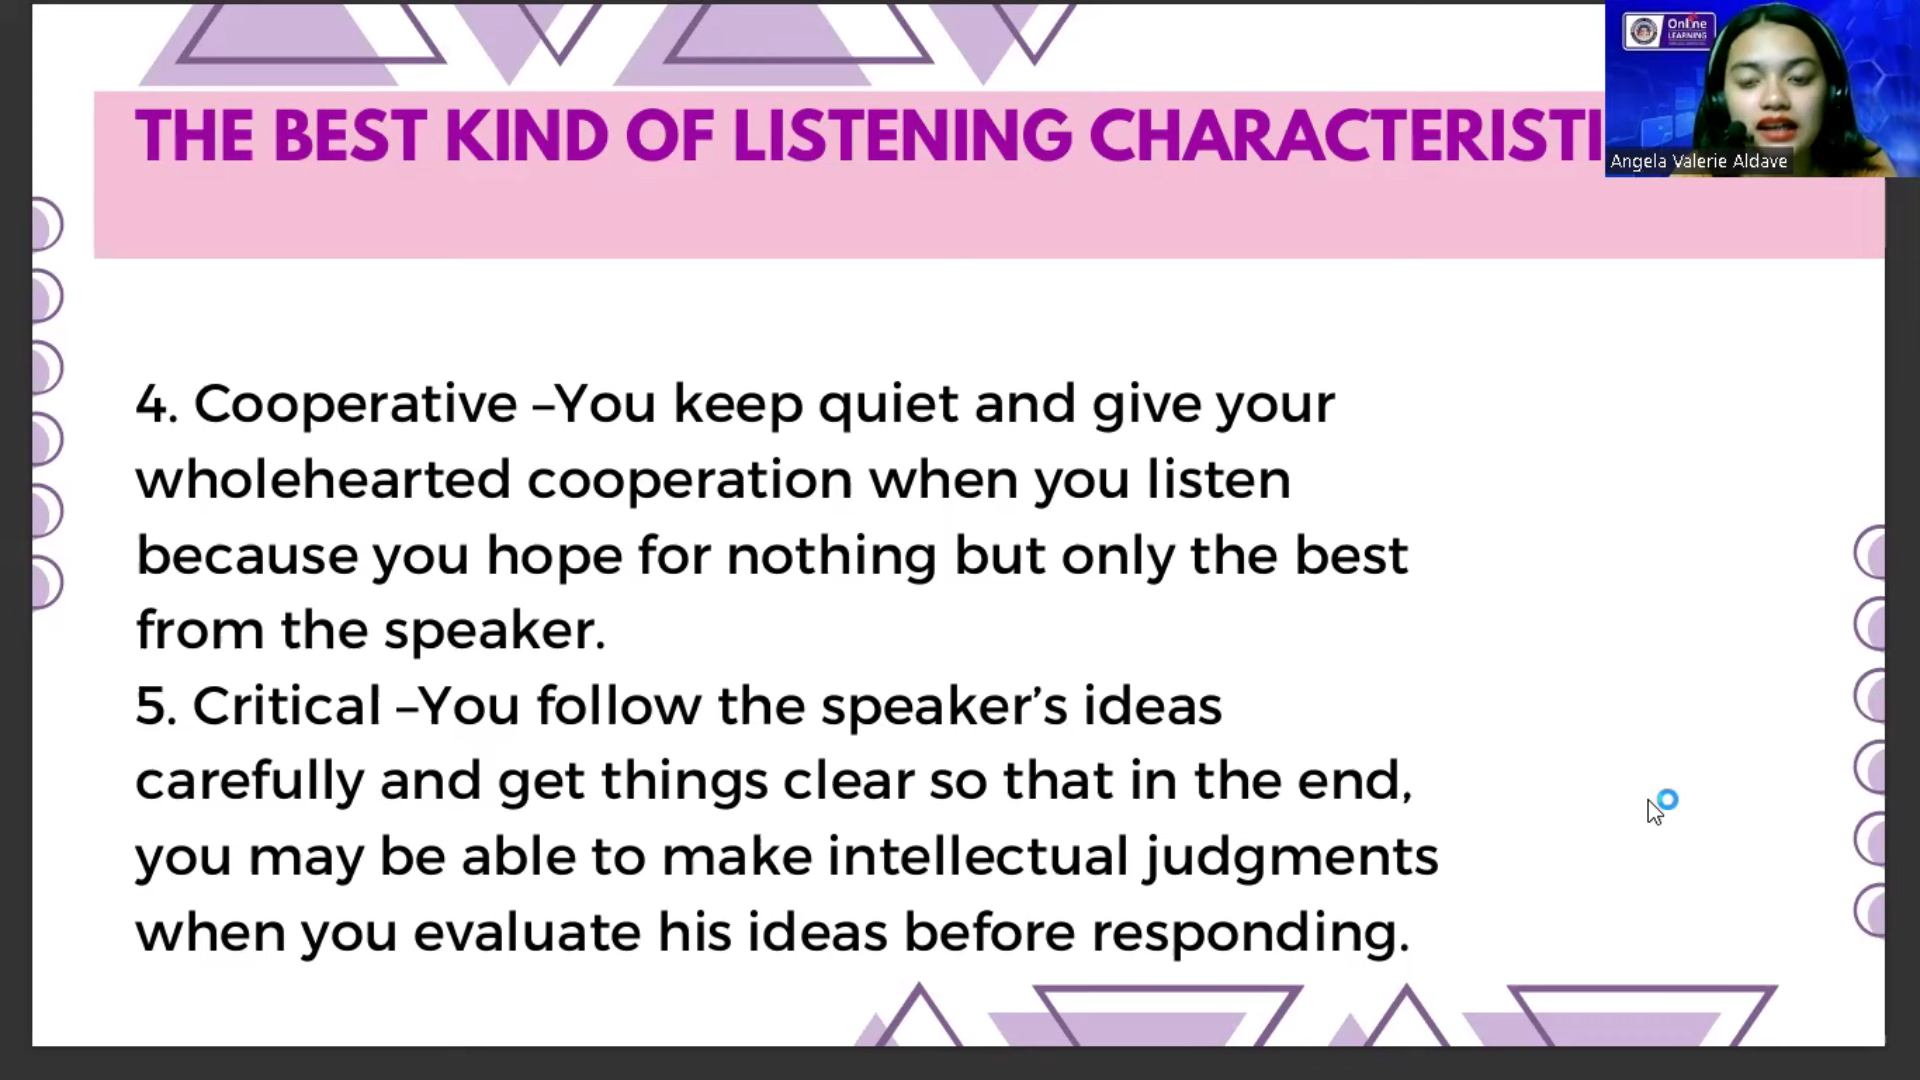 THE BEST KIND OF LISTENING CHARACTERISTI
Online
LEARNING
Angela Valerie Aldave
4. Cooperative –You keep quiet and give your
wholehearted cooperation when you listen
because you hope for nothing but only the best
from the speaker.
5. Critical –You follow the speaker’s ideas
carefully and get things clear so that in the end,
you may be able to make intellectual judgments
when you evaluate his ideas before responding.